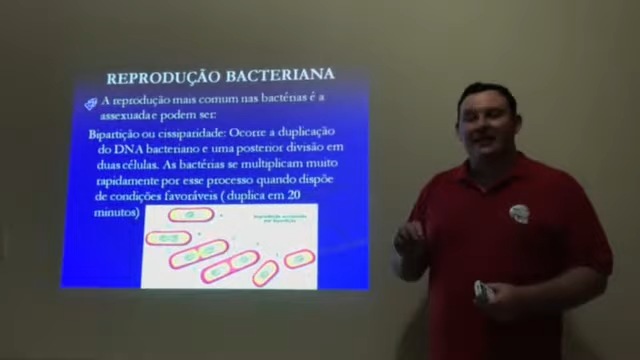 REPRODUÇÃO BACTERIANA
A reprodução mais comum nas bactérias é a
assexuada e podem ser:
Bipartição ou cissiparidade: Ocorre a duplicação
do DNA bacteriano e uma posterior divisão em
duas células. As bactérias se multiplicam muito
rapidamente por esse processo quando dispõe
de condições favoráveis ( duplica em 20
minutos)